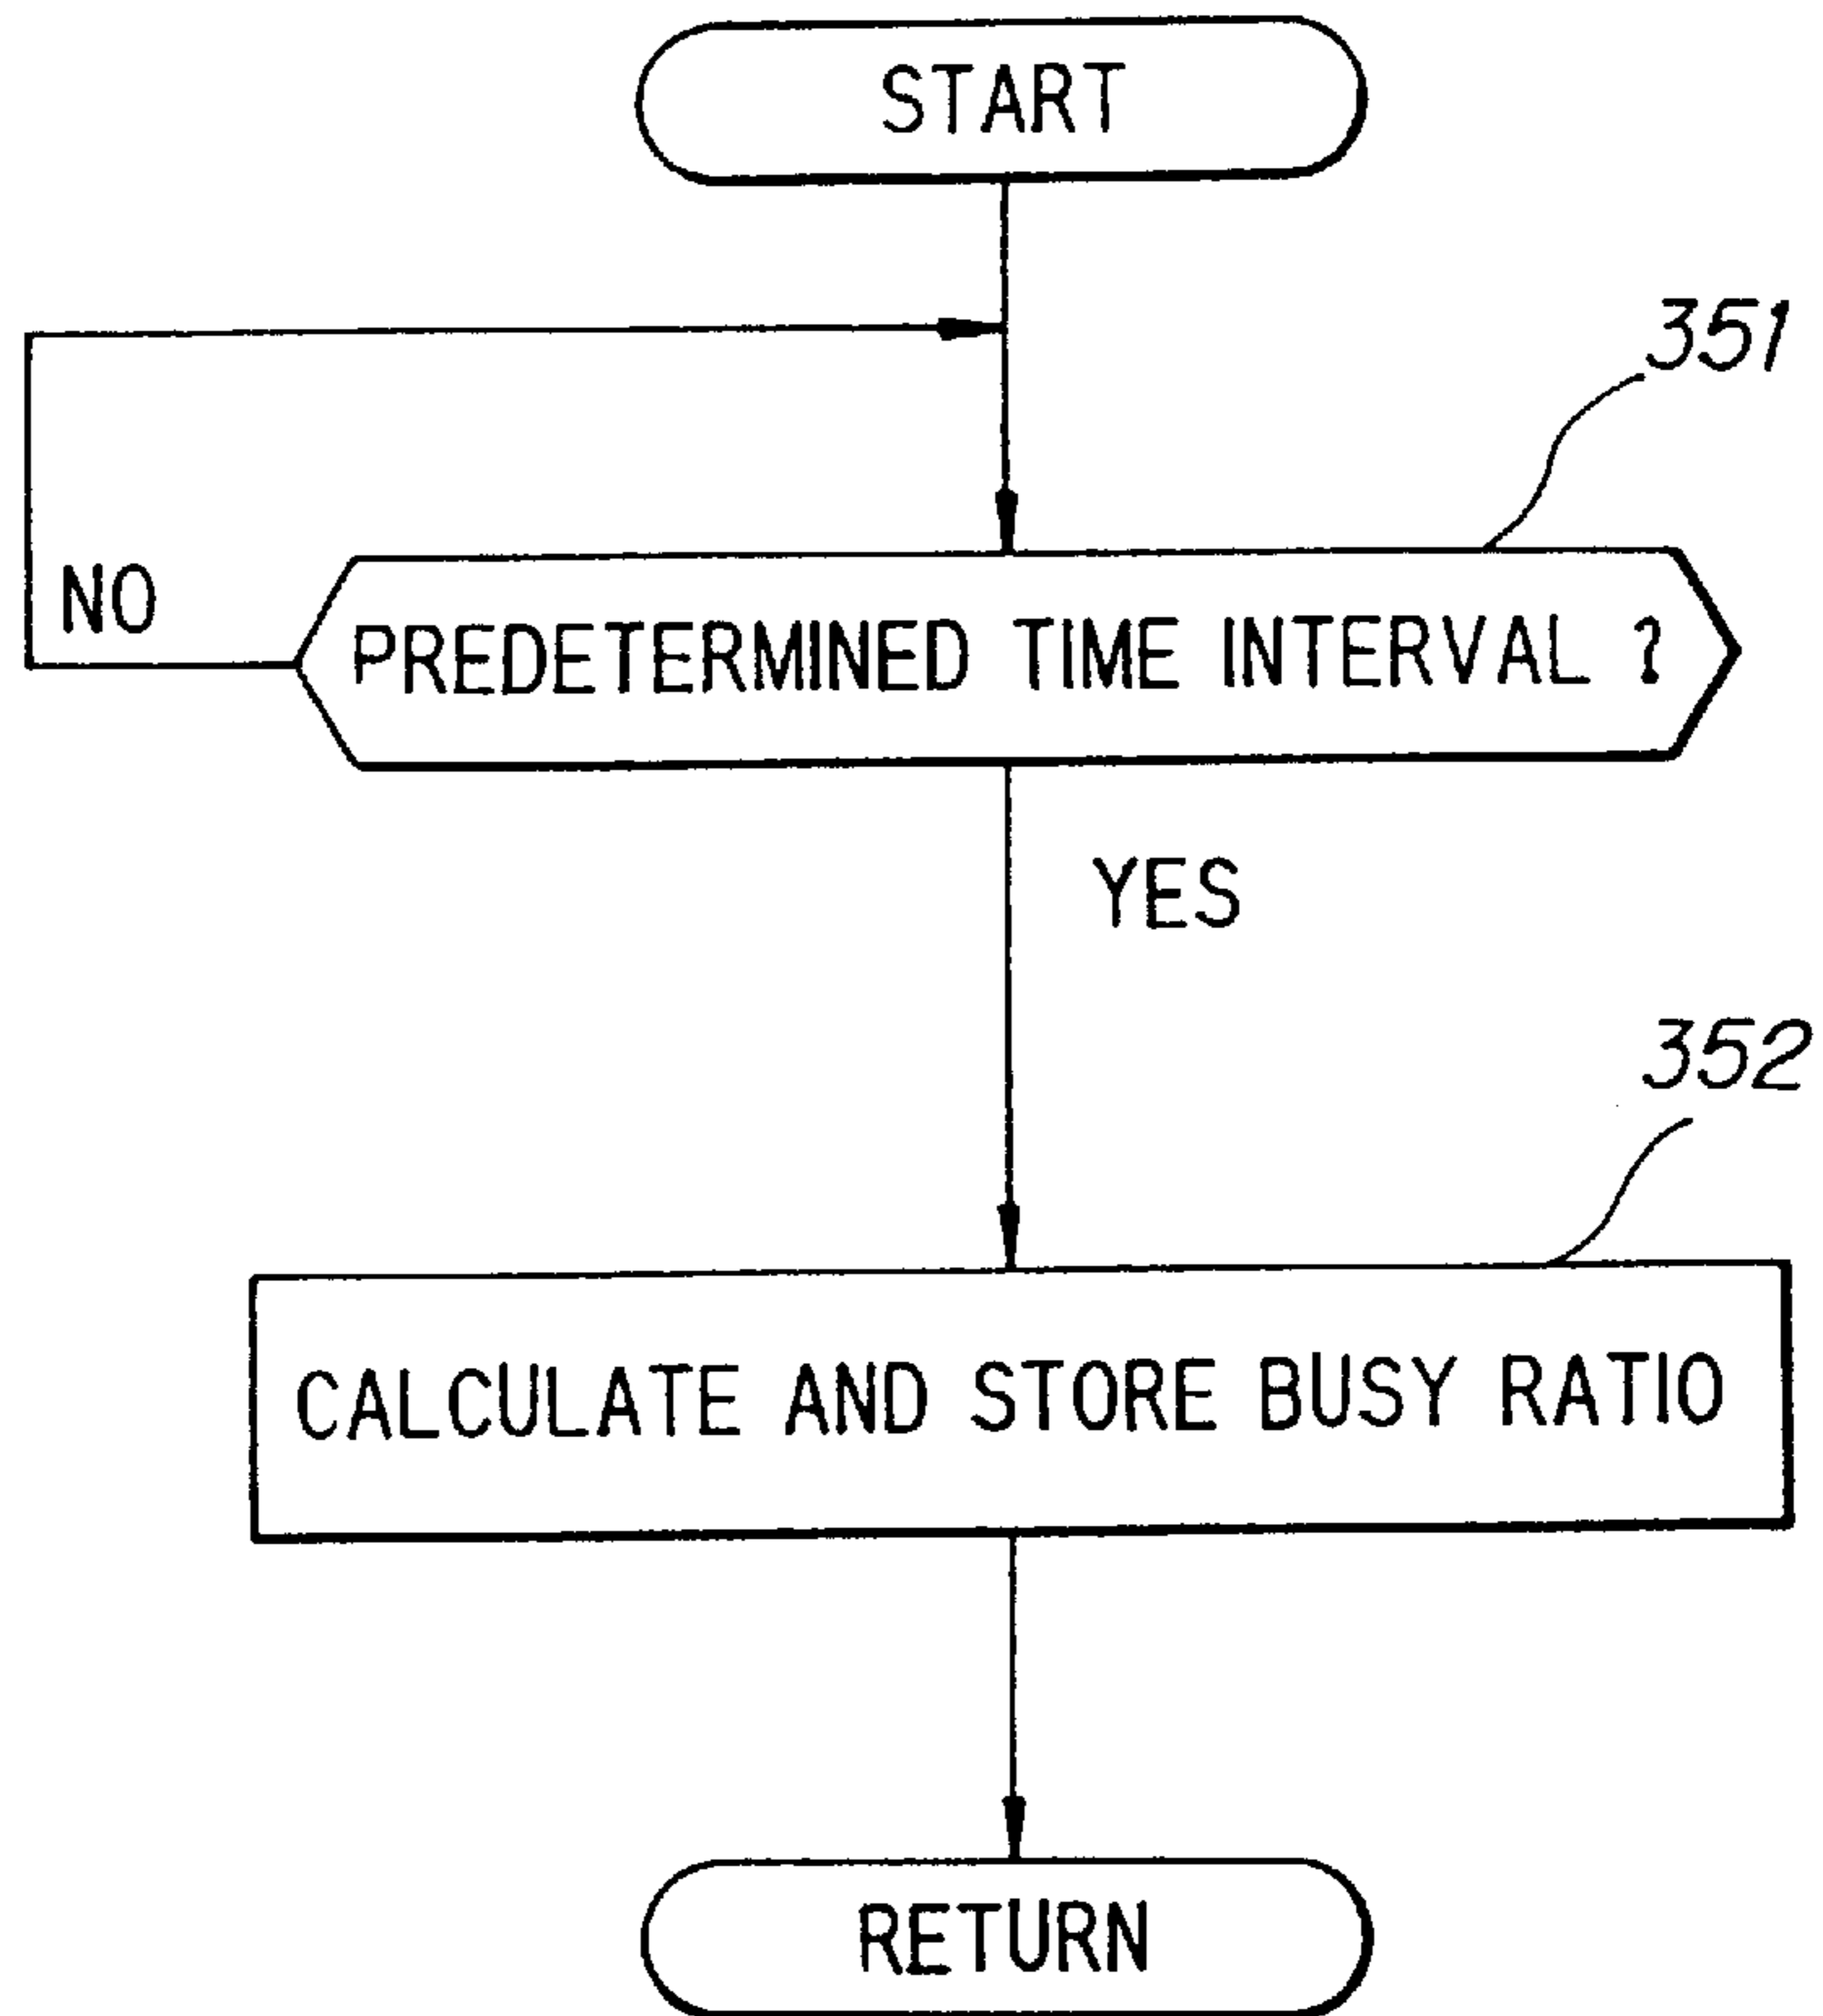 START
351
NO
PREDETERMINED TIME INTERVAL ?
YES
352
CALCULATE AND STORE BUSY RATIO
RETURN